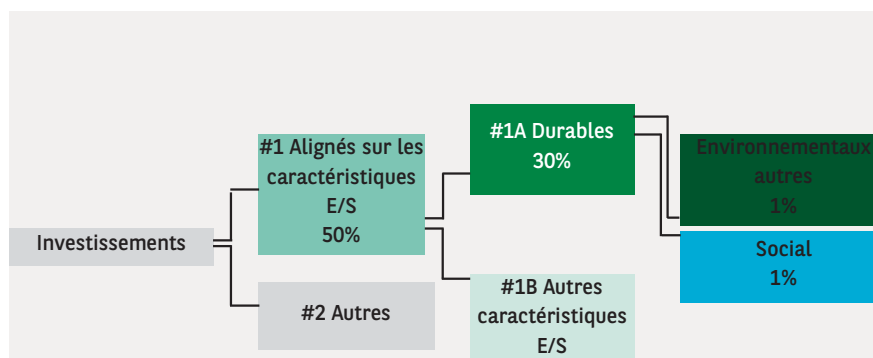 Investissements
#1 Alignés sur les
caractéristiques
E/S
50%
#2 Autres
#1A Durables
30%
#1B Autres
caractéristiques
E/S
Environnementaux
autres
1%
Social
1%